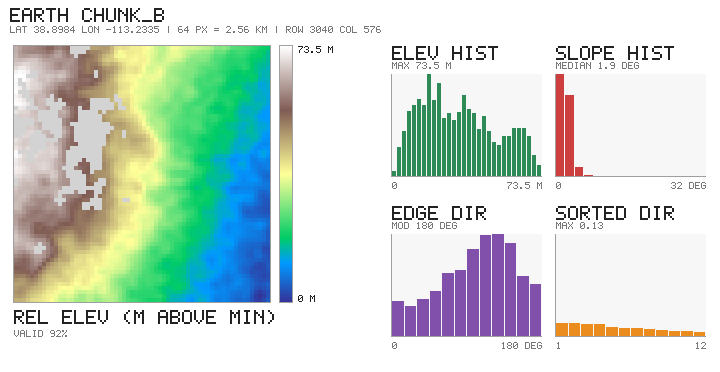 EARTH CHUNK_B
LAT 38.8984 LON -113.2335 | 64 PX = 2.56 KM | ROW 3040 COL 576
73.5 M
0 M
REL ELEV (M ABOVE MIN)
VALID 92%
ELEV HIST
MAX 73.5 M
0 73.5 M
SLOPE HIST
MEDIAN 1.9 DEG
0 32 DEG
EDGE DIR
MOD 180 DEG
0 180 DEG
SORTED DIR
MAX 0.13
1 12